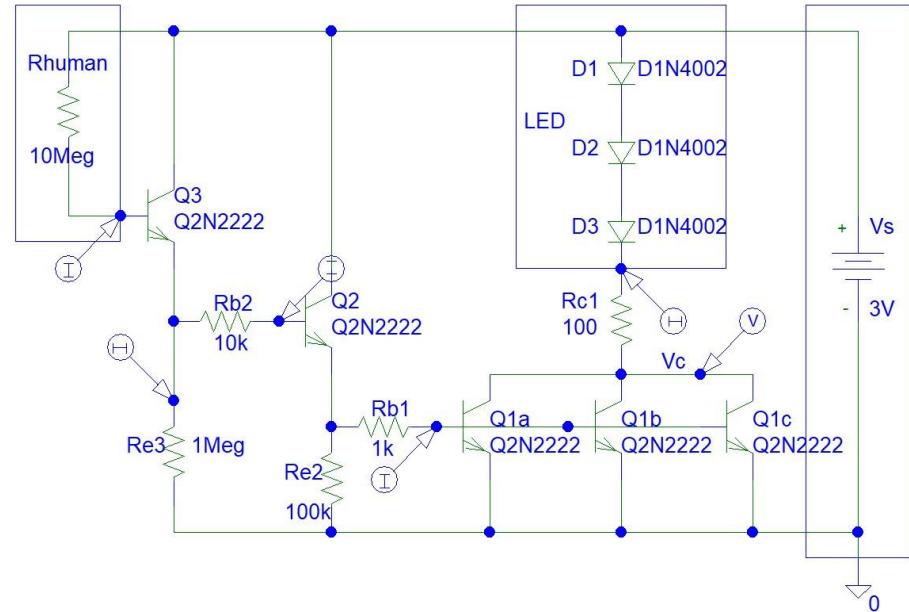 Rhuman
10Meg
Q3
Q2N2222
I
Rb2
10k
I
Q2
Q2N2222
I
Re3
1Meg
Rb1
1k
I
Re2
100k
D1
D1N4002
LED
D2
D1N4002
D3
D1N4002
Rc1
100
I
V
Vc
Q1a
Q2N2222
Q1b
Q2N2222
Q1c
Q2N2222
+
Vs
-
3V
0